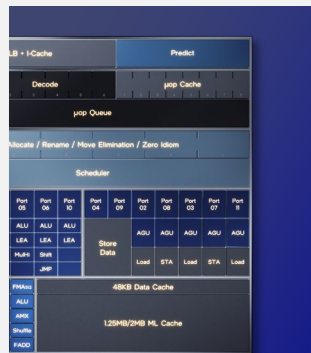 LB + I-Cache Predict
Decode μop Cache
μop Queue
Allocate / Rename / Move Elimination / Zero Idiom
Scheduler
Port 05 Port 06 Port 10 Port 04 Port 09 Port 02 Port 08 Port 03 Port 07 Port 11
ALU ALU ALU Store Data AGU AGU AGU AGU AGU
LEA LEA LEA
MulHi Shift Load STA Load STA Load
JMP
FMA512 48KB Data Cache
ALU
AMX 1.25MB/2MB ML Cache
Shuffle
FADD